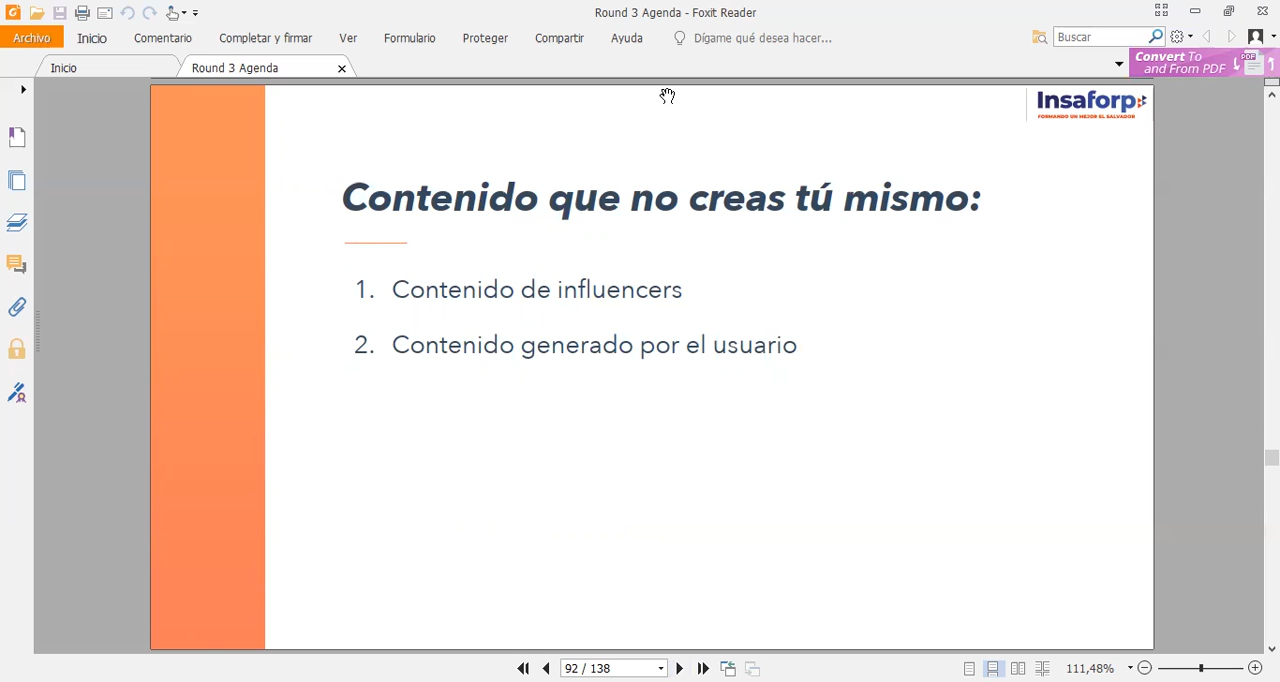 Round 3 Agenda - Foxit Reader
Archivo Inicio Comentario Completar y firmar Ver Formulario Proteger Compartir Ayuda Dígame qué desea hacer... Buscar
Inicio Round 3 Agenda
Convert To
and From PDF
PDF
Insaforp
FORMANDO UN MEJOR EL SALVADOR
Contenido que no creas tú mismo:
1. Contenido de influencers
2. Contenido generado por el usuario
92 / 138 111,48%